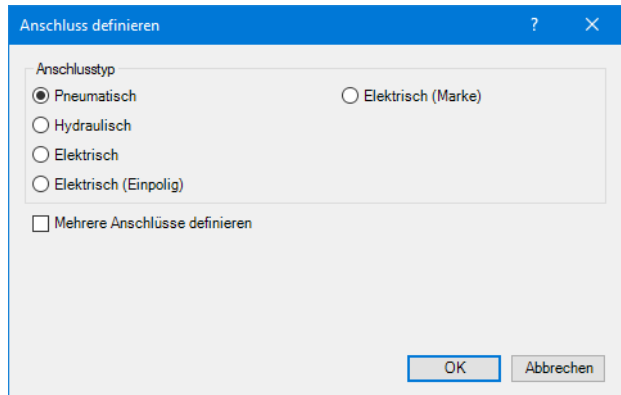 Anschluss definieren
Anschlusstyp
Pneumatisch
Elektrisch (Marke)
Hydraulisch
Elektrisch
Elektrisch (Einpolig)
Mehrere Anschlüsse definieren
OK
Abbrechen